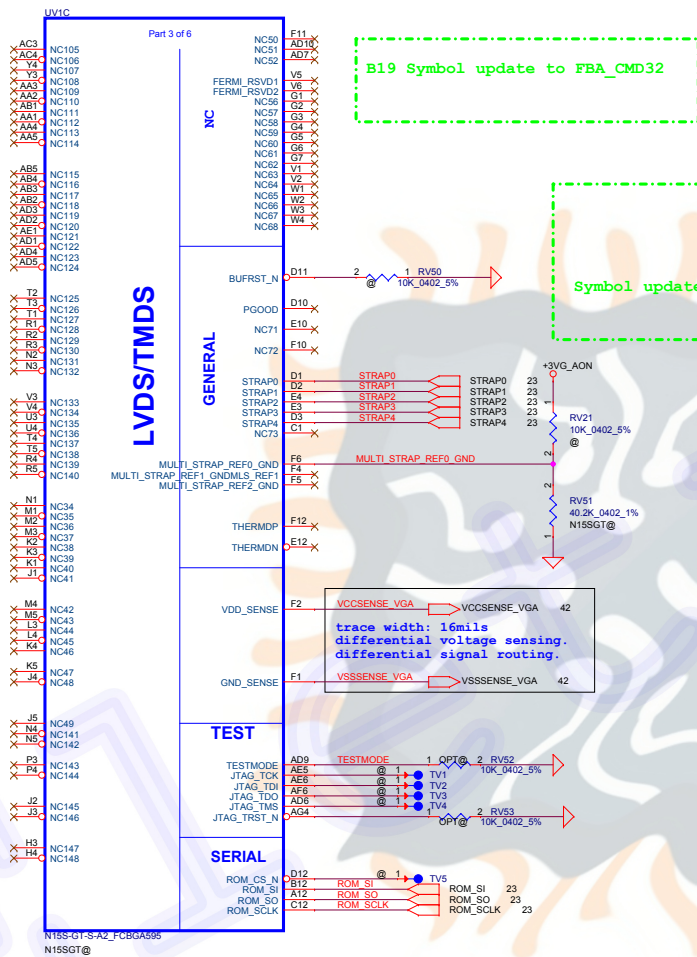 UV1C
Part 3 of 6
LVDS/TMDS
AC3 NC105
AC4 NC106
Y4 NC107
Y3 NC108
AA3 NC109
AA2 NC110
AB1 NC111
AA1 NC112
AA4 NC113
AA5 NC114
AB5 NC115
AB4 NC116
AB3 NC117
AB2 NC118
AD3 NC119
AD2 NC120
AE1 NC121
AD1 NC122
AD4 NC123
AD5 NC124
T2 NC125
T3 NC126
T1 NC127
R1 NC128
R2 NC129
R3 NC130
N2 NC131
N3 NC132
V3 NC133
V4 NC134
U3 NC135
U4 NC136
T4 NC137
T5 NC138
R4 NC139
R5 NC140
N1 NC34
M1 NC35
M2 NC36
M3 NC37
K2 NC38
K3 NC39
K1 NC40
J1 NC41
M4 NC42
M5 NC43
L3 NC44
L4 NC45
K4 NC46
K5 NC47
J4 NC48
J5 NC49
N4 NC141
N5 NC142
P3 NC143
P4 NC144
J2 NC145
J3 NC146
H3 NC147
H4 NC148
NC
NC50 F11
NC51 AD10
NC52 AD7
FERMI_RSVD1 V5
FERMI_RSVD2 V6
NC56 G1
NC57 G2
NC58 G3
NC59 G4
NC60 G5
NC61 G6
NC62 G7
NC63 V1
NC64 V2
NC65 W1
NC66 W2
NC67 W3
NC68 W4
GENERAL
BUFRST_N D11 2 @ 1 RV50
10K_0402_5%
PGOOD D10
NC71 E10
NC72 F10
STRAP0 D1 STRAP0 STRAP0 23
STRAP1 D2 STRAP1 STRAP1 23
STRAP2 E4 STRAP2 STRAP2 23
STRAP3 E3 STRAP3 STRAP3 23
STRAP4 D3 STRAP4 STRAP4 23
NC73 C1
MULTI_STRAP_REF0_GND F6 MULTI_STRAP_REF0_GND
MULTI_STRAP_REF1_GNDMLS_REF1 F4
MULTI_STRAP_REF2_GND F5
THERMDP F12
THERMDN E12
+3VG_AON
1
RV21
10K_0402_5%
@
2
2
RV51
40.2K_0402_1%
N15SGT@
1
VDD_SENSE F2 VCCSENSE_VGA VCCSENSE_VGA 42
trace width: 16mils
differential voltage sensing.
differential signal routing.
GND_SENSE F1 VSSSENSE_VGA VSSSENSE_VGA 42
TEST
TESTMODE AD9 TESTMODE 1 OPT@ 2 RV52
10K_0402_5%
JTAG_TCK AE5 @ 1 TV1
JTAG_TDI AE6 @ 1 TV2
JTAG_TDO AF6 @ 1 TV3
JTAG_TMS AD6 @ 1 TV4
JTAG_TRST_N AG4 1 OPT@ 2 RV53
10K_0402_5%
SERIAL
ROM_CS_N D12 @ 1 TV5
ROM_SI B12 ROM_SI ROM_SI 23
ROM_SO A12 ROM_SO ROM_SO 23
ROM_SCLK C12 ROM_SCLK ROM_SCLK 23
N15S-GT-S-A2_FCBGA595
N15SGT@
B19 Symbol update to FBA_CMD32
Symbol update